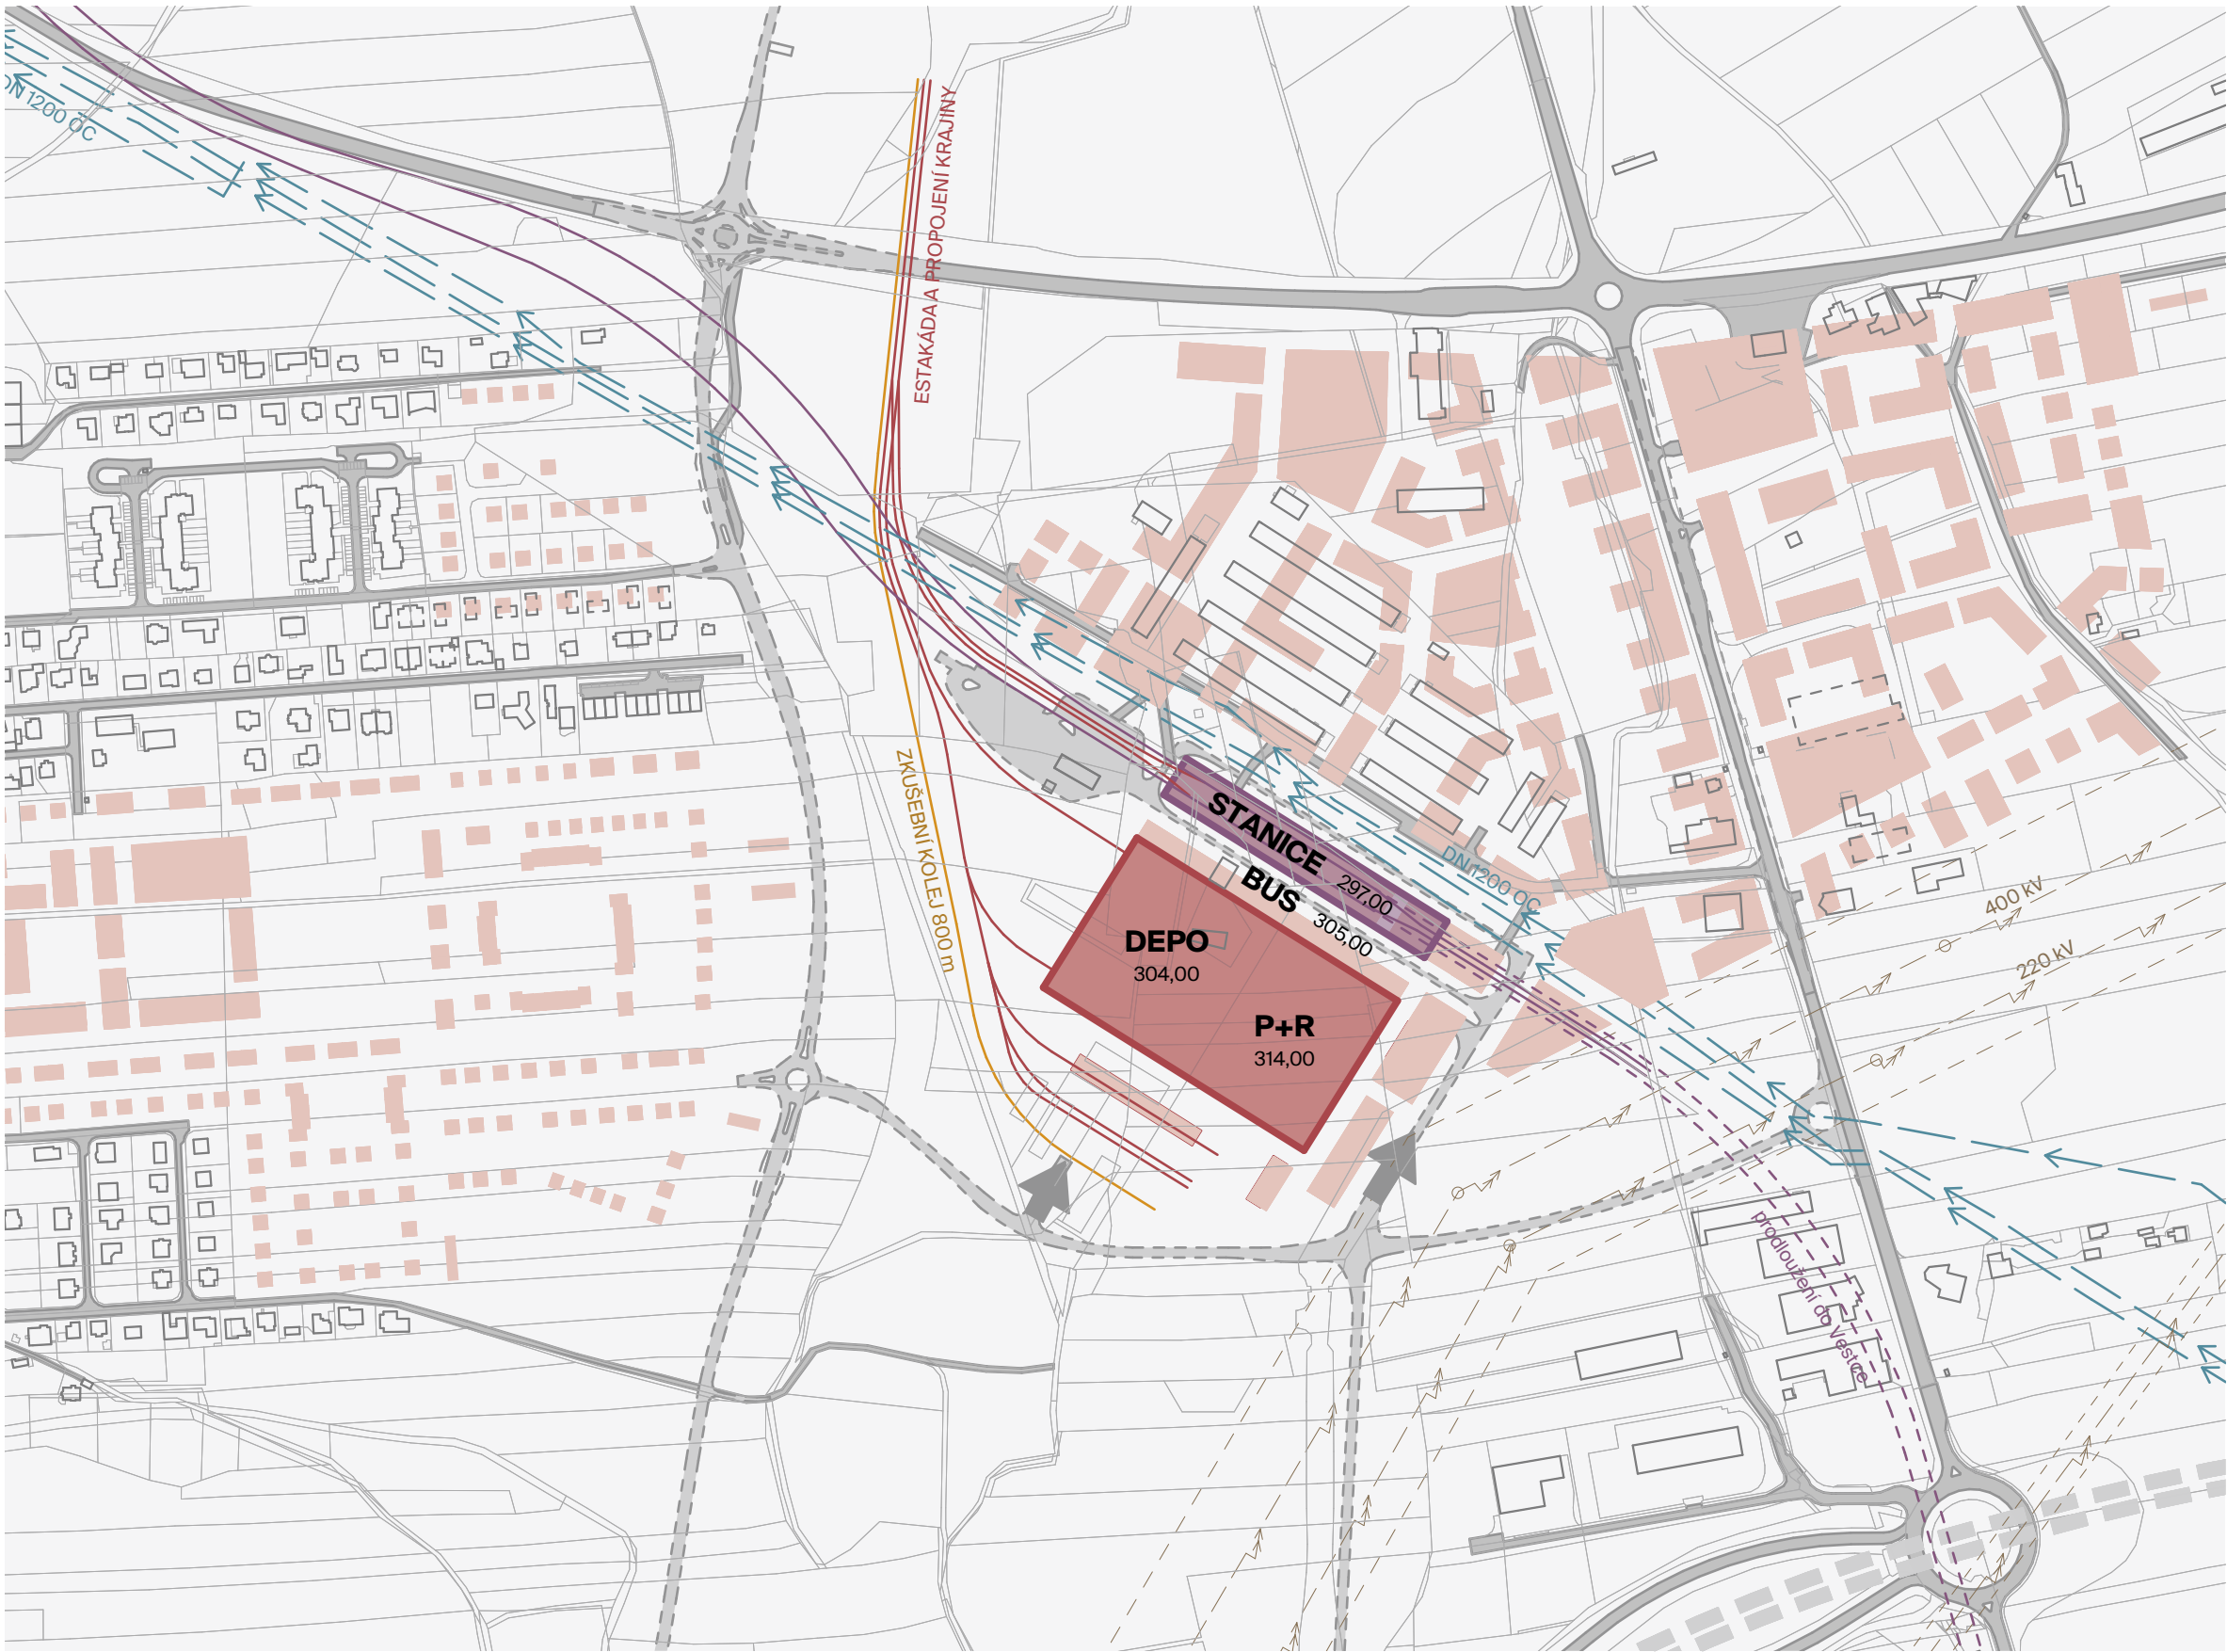 DN 1200 OC
ESTAKÁDA A PROPOJENÍ KRAJINY
ZKUŠEBNÍ KOLEJ 800 m
STANICE
297,00
BUS
305,00
DN 1200 OC
DEPO
304,00
P+R
314,00
400 kV
220 kV
prodloužení do Vestce